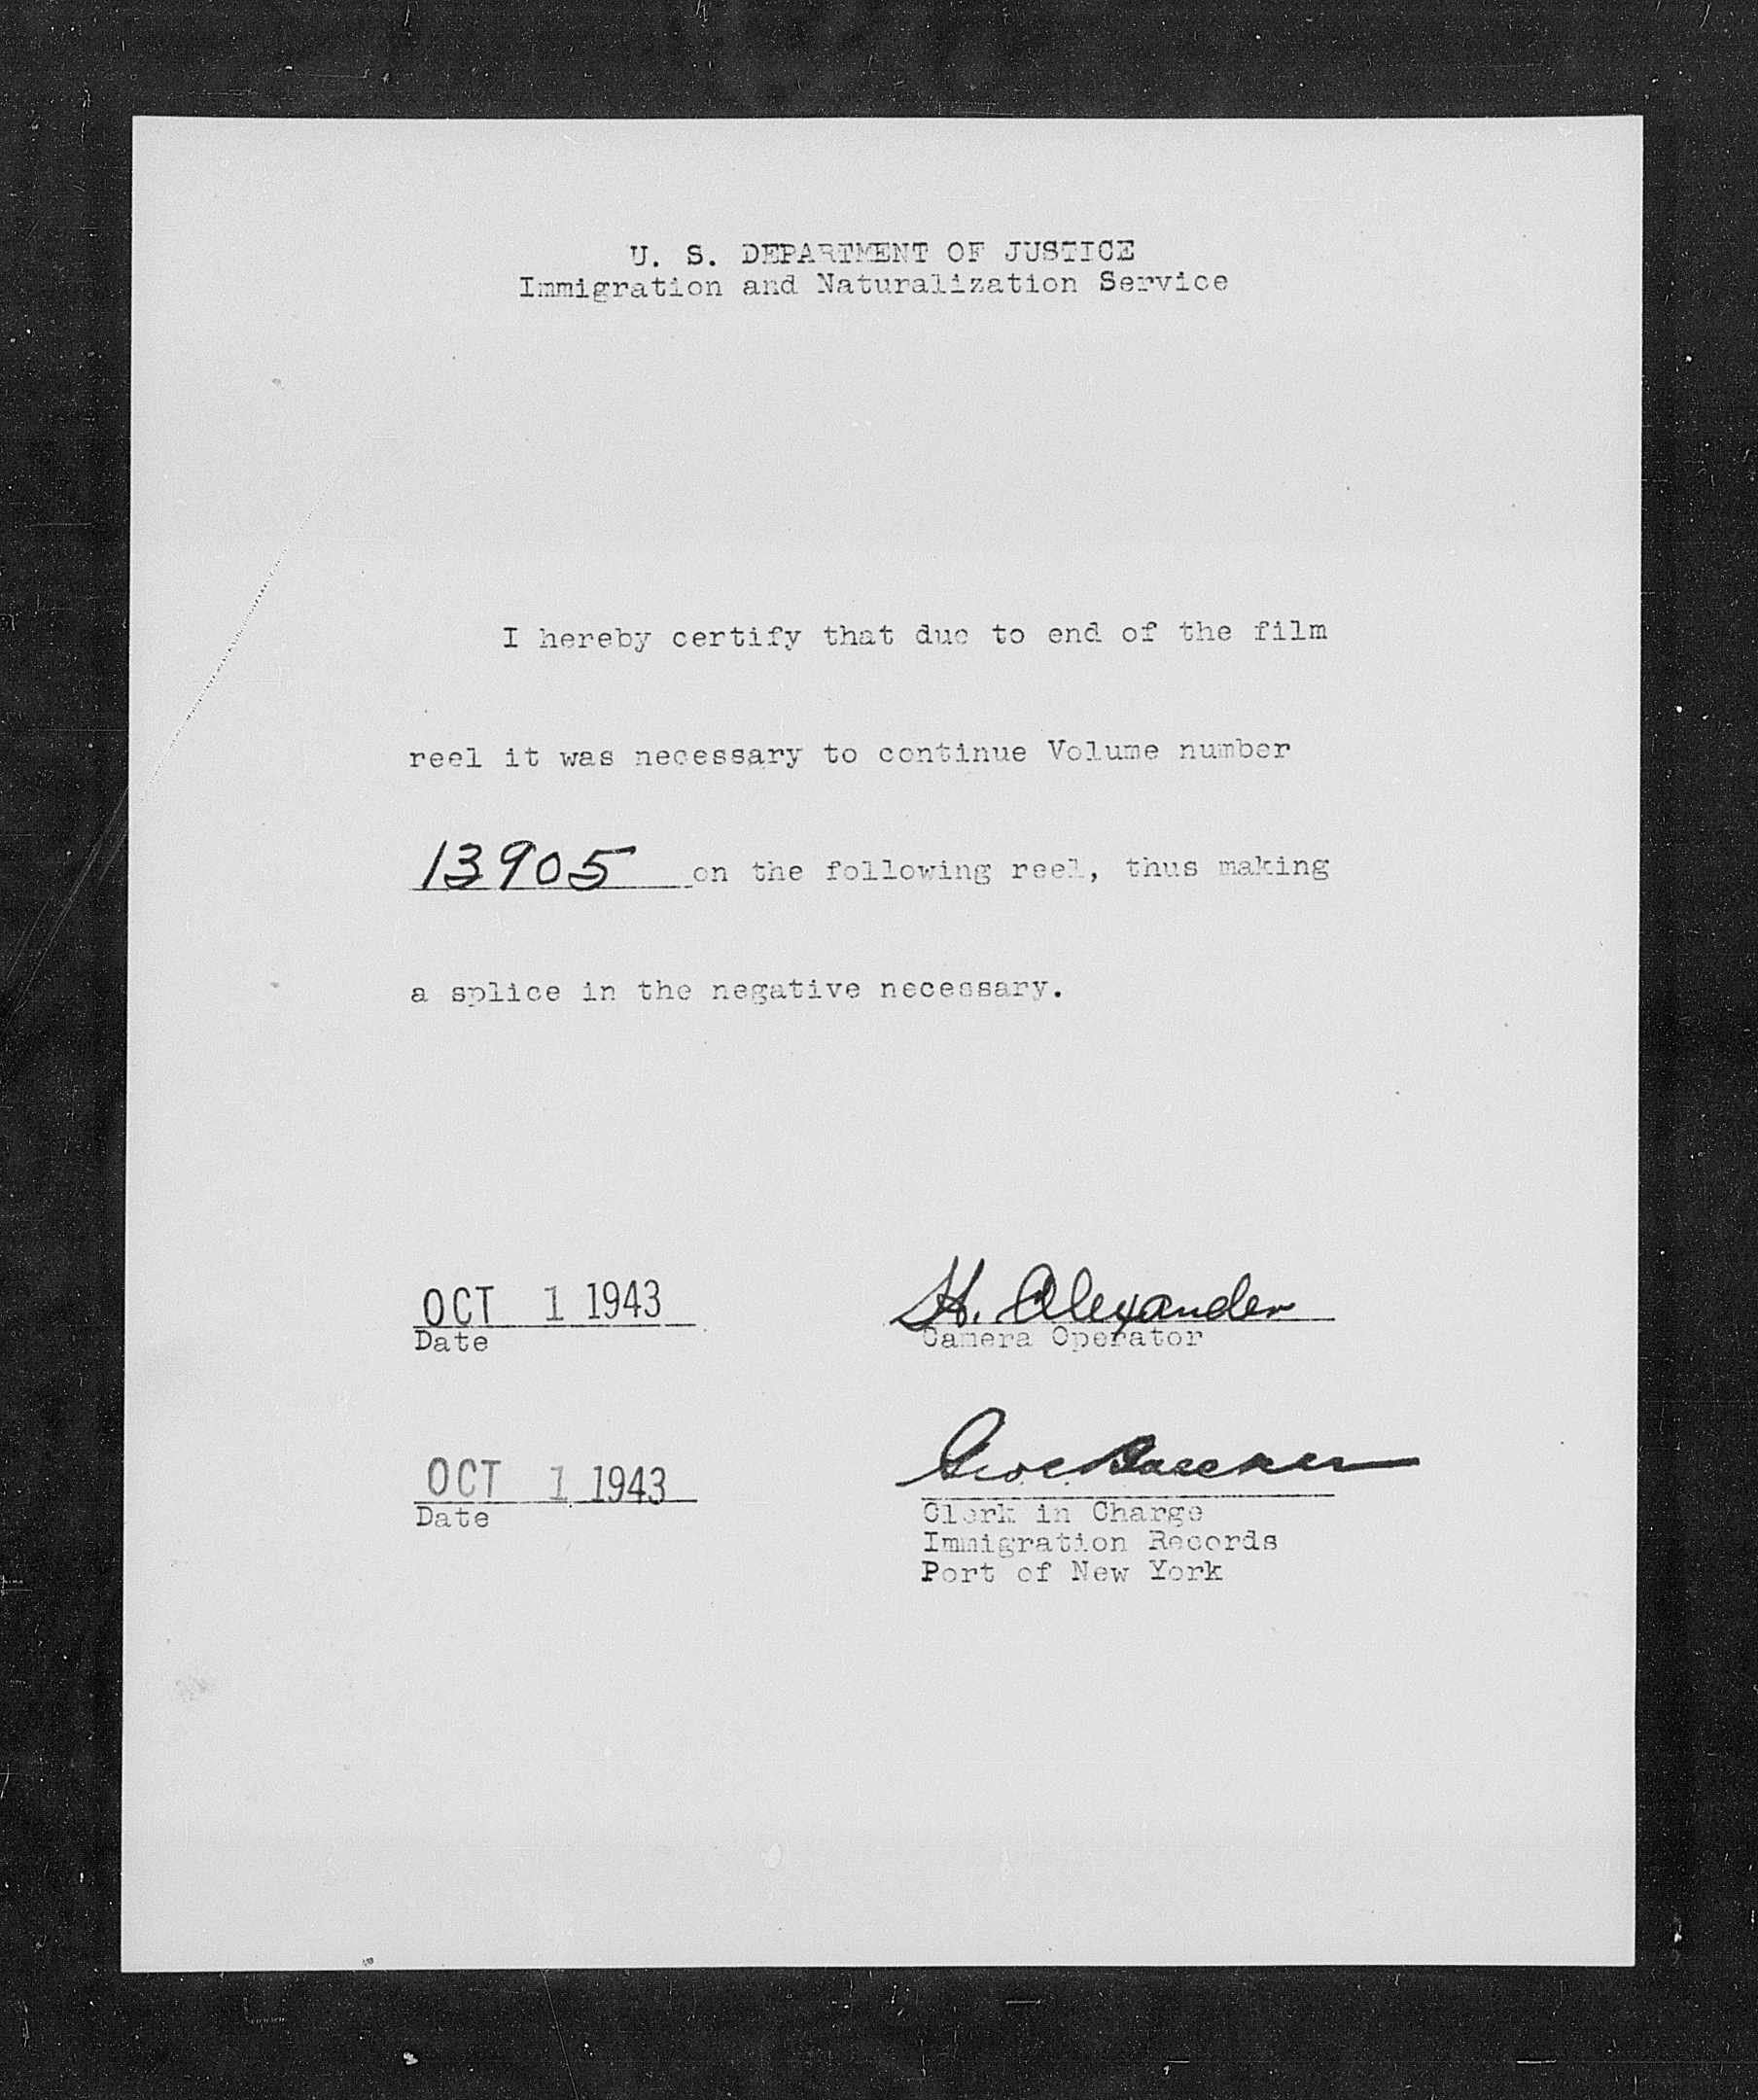 U. S. DEPARTMENT OF JUSTICE
Immigration and Naturalization Service
I hereby certify that due to end of the film
reel it was necessary to continue Volume number
13905 on the following reel, thus making
a splice in the negative necessary.
OCT 1 1943
H. Alexander
Date
Camera Operator
OCT 1 1943
Date
Clerk in Charge
Immigration Records
Port of New York